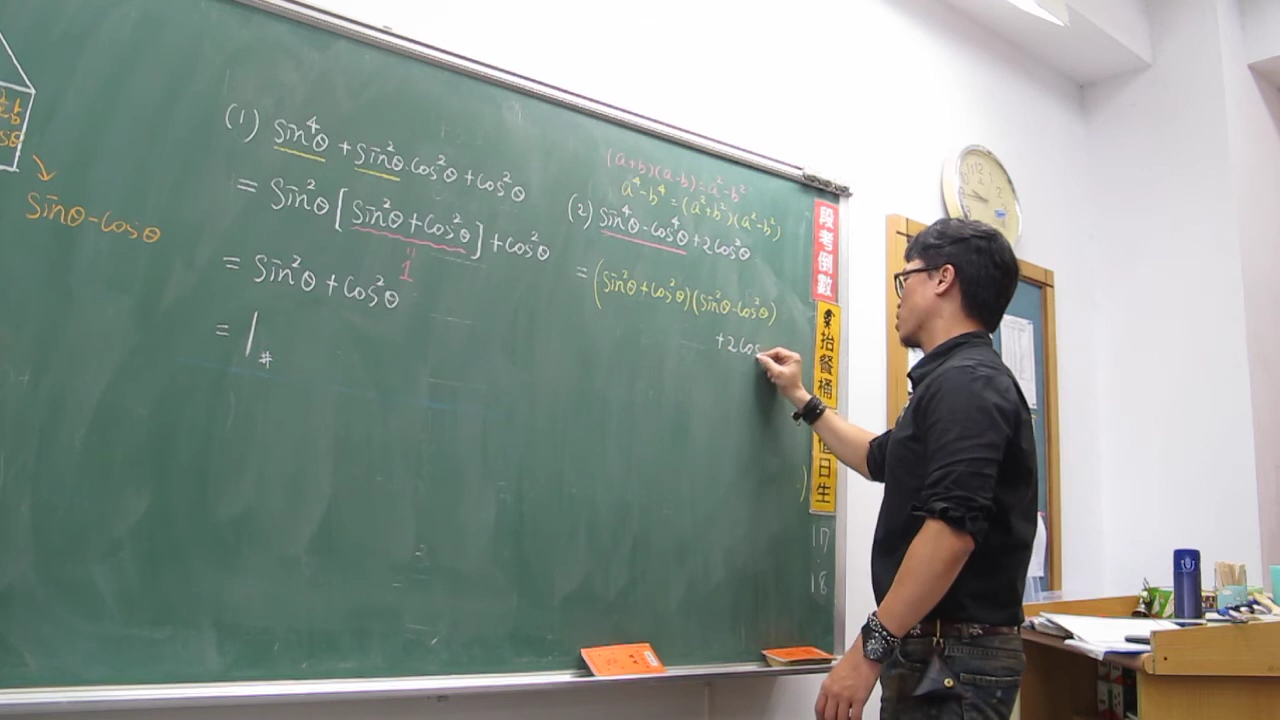 (1) sin⁴θ + sin²θ·cos²θ + cos²θ
= sin²θ[sin²θ + cos²θ] + cos²θ
1
= sin²θ + cos²θ
= 1#
sinθ-cosθ
(a+b)(a-b)=a²-b²
a⁴-b⁴=(a²+b²)(a²-b²)
(2) sin⁴θ-cos⁴θ+2cos²θ
= (sin²θ+cos²θ)(sin²θ-cos²θ)
+2cos
段考倒數
抬餐桶
值日生
17
18